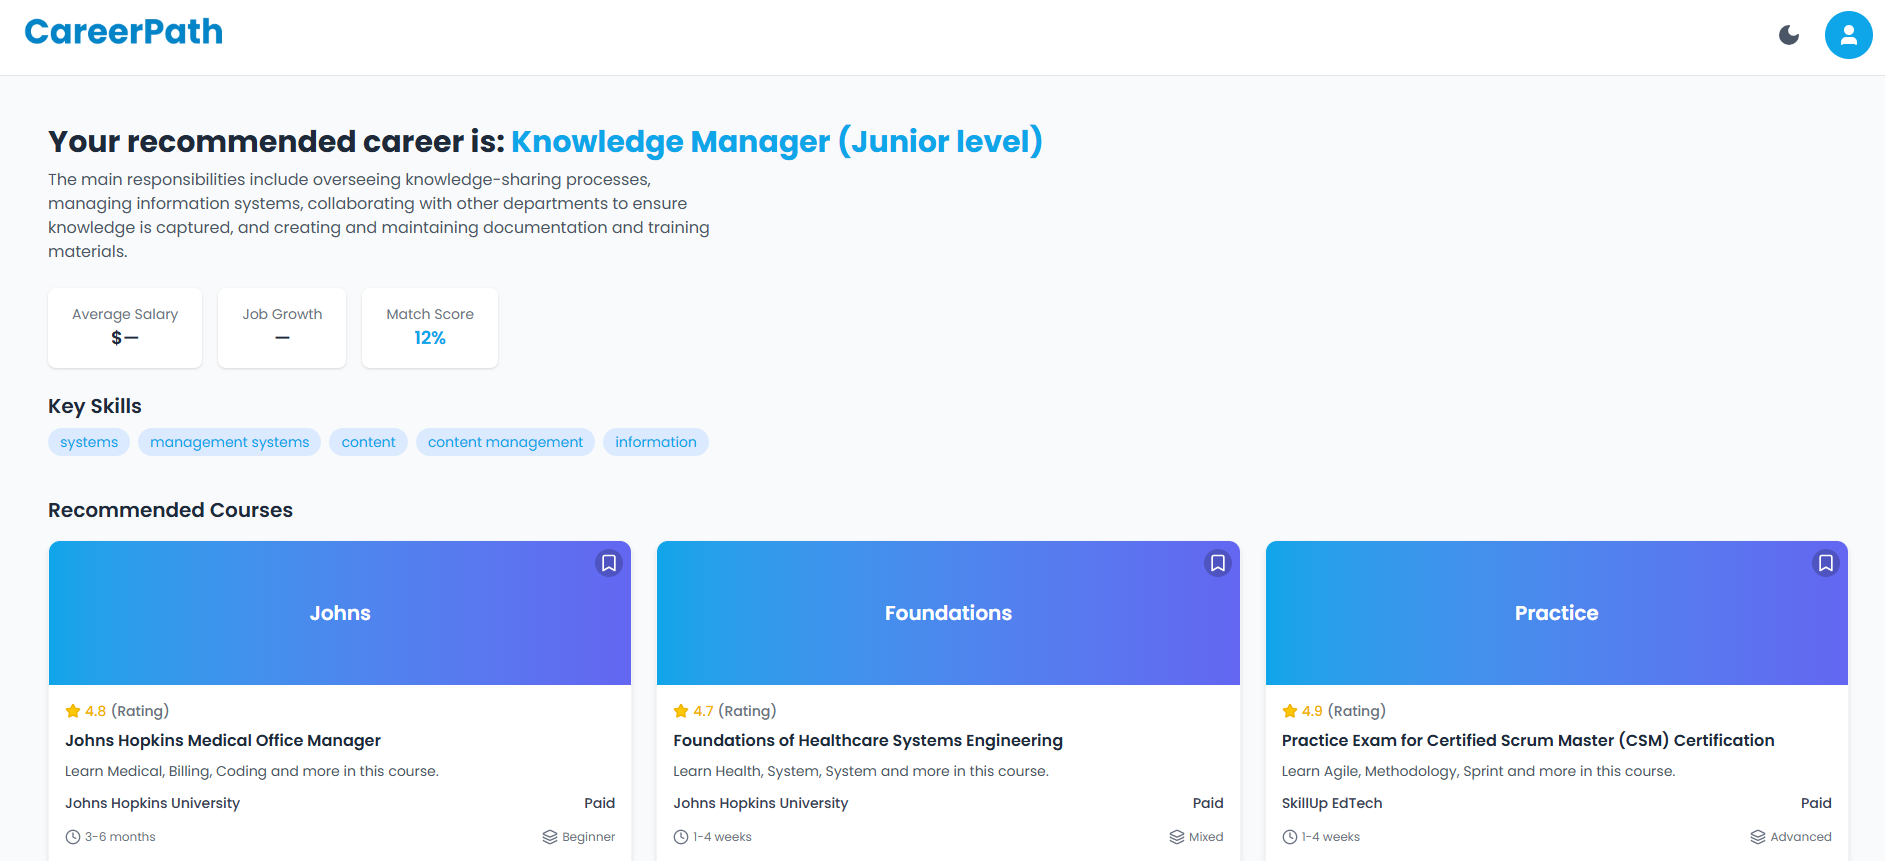 CareerPath
Your recommended career is: Knowledge Manager (Junior level)
The main responsibilities include overseeing knowledge-sharing processes,
managing information systems, collaborating with other departments to ensure
knowledge is captured, and creating and maintaining documentation and training
materials.
Average Salary
$—
Job Growth
—
Match Score
12%
Key Skills
systems
management systems
content
content management
information
Recommended Courses
Johns
4.8 (Rating)
Johns Hopkins Medical Office Manager
Learn Medical, Billing, Coding and more in this course.
Johns Hopkins University
Paid
3-6 months
Beginner
Foundations
4.7 (Rating)
Foundations of Healthcare Systems Engineering
Learn Health, System, System and more in this course.
Johns Hopkins University
Paid
1-4 weeks
Mixed
Practice
4.9 (Rating)
Practice Exam for Certified Scrum Master (CSM) Certification
Learn Agile, Methodology, Sprint and more in this course.
SkillUp EdTech
Paid
1-4 weeks
Advanced